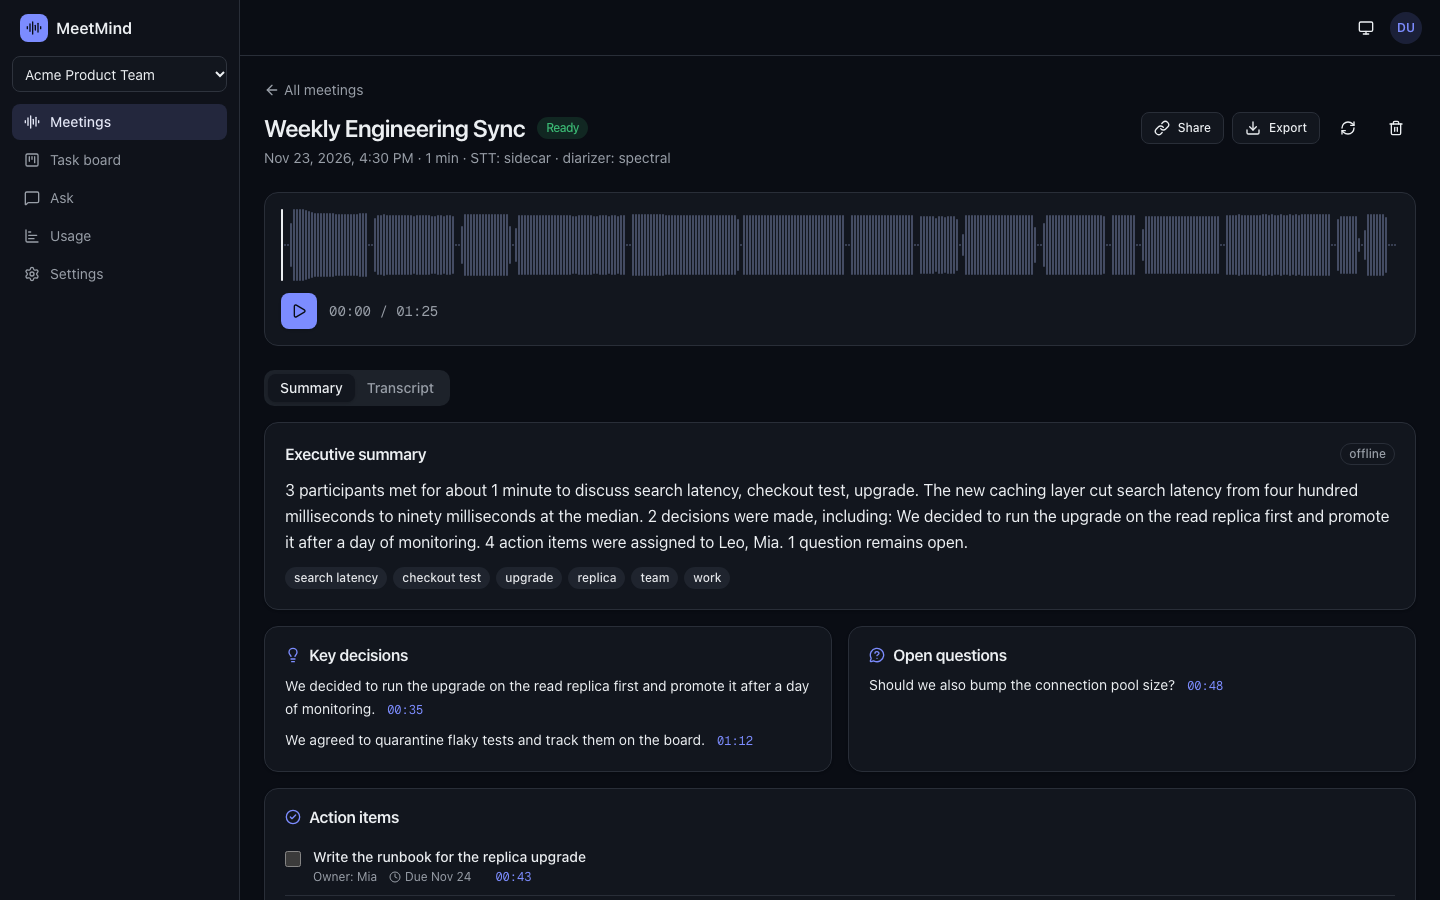 MeetMind
DU
Acme Product Team
Meetings
Task board
Ask
Usage
Settings
All meetings
Weekly Engineering Sync
Ready
Share
Export
Nov 23, 2026, 4:30 PM · 1 min · STT: sidecar · diarizer: spectral
00:00 / 01:25
Summary
Transcript
Executive summary
offline
3 participants met for about 1 minute to discuss search latency, checkout test, upgrade. The new caching layer cut search latency from four hundred
milliseconds to ninety milliseconds at the median. 2 decisions were made, including: We decided to run the upgrade on the read replica first and promote
it after a day of monitoring. 4 action items were assigned to Leo, Mia. 1 question remains open.
search latency
checkout test
upgrade
replica
team
work
Key decisions
We decided to run the upgrade on the read replica first and promote it after a day
of monitoring. 00:35
We agreed to quarantine flaky tests and track them on the board. 01:12
Open questions
Should we also bump the connection pool size? 00:48
Action items
Write the runbook for the replica upgrade
Owner: Mia Due Nov 24 00:43